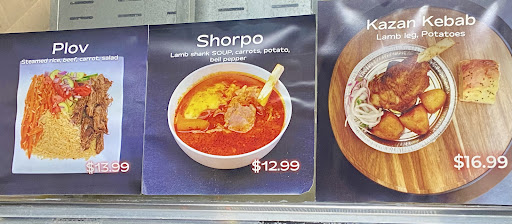 Plov
Steamed rice, beef, carrot, salad
$13.99
Shorpo
Lamb shank SOUP, carrots, potato,
bell pepper
$12.99
Kazan Kebab
Lamb leg, Potatoes
$16.99